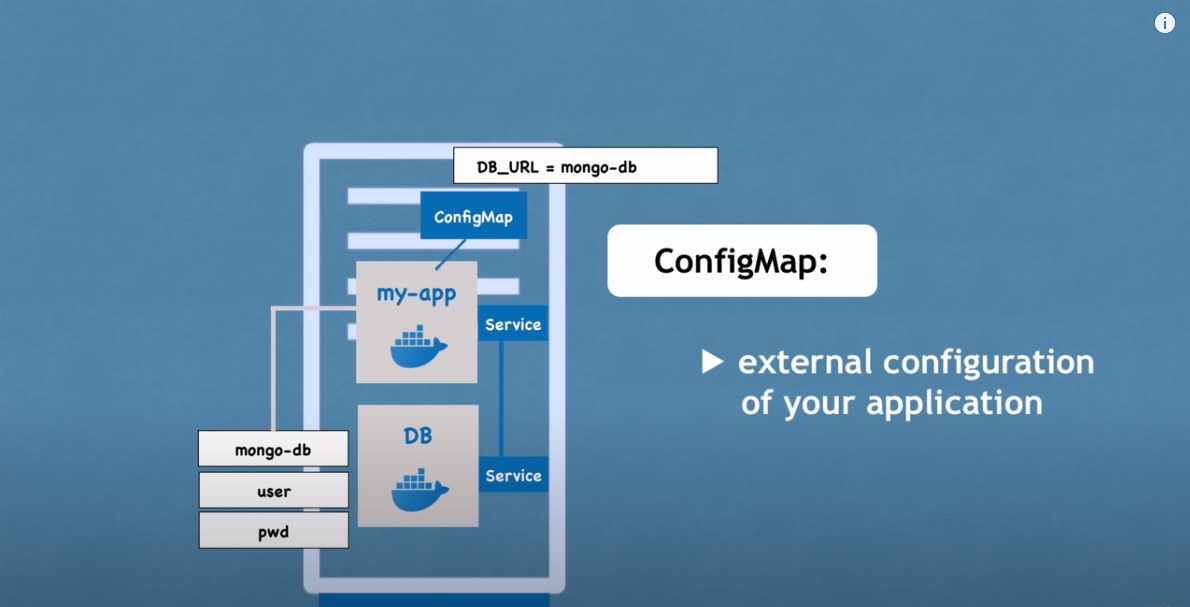 DB_URL = mongo-db
ConfigMap
my-app
Service
DB
Service
mongo-db
user
pwd
ConfigMap:
external configuration
of your application
i